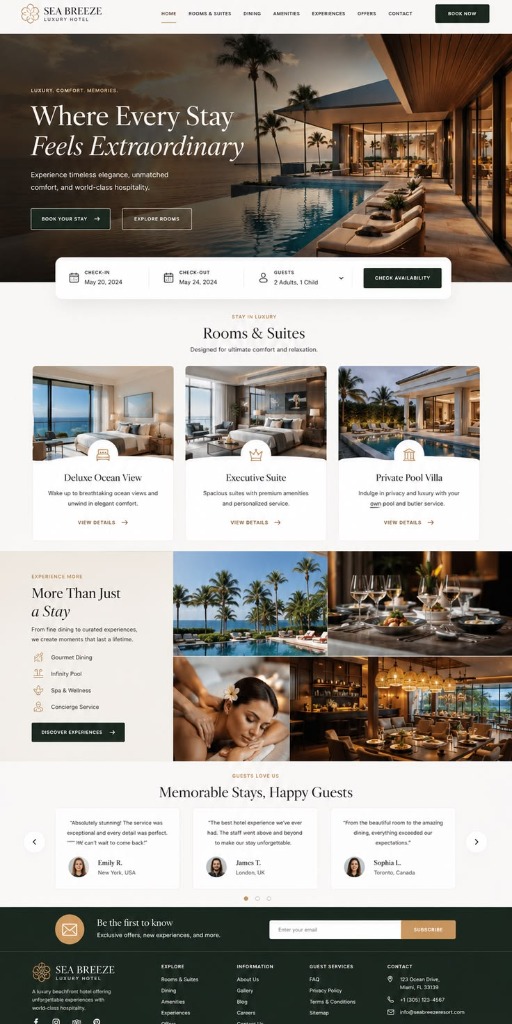 SEA BREEZE
LUXURY HOTEL
HOME
ROOMS & SUITES
DINING
AMENITIES
EXPERIENCES
OFFERS
CONTACT
BOOK NOW
LUXURY. COMFORT. MEMORIES.
Where Every Stay
Feels Extraordinary
Experience timeless elegance, unmatched
comfort, and world-class hospitality.
BOOK YOUR STAY
EXPLORE ROOMS
CHECK-IN
May 20, 2024
CHECK-OUT
May 24, 2024
GUESTS
2 Adults, 1 Child
CHECK AVAILABILITY
STAY IN LUXURY
Rooms & Suites
Designed for ultimate comfort and relaxation.
Deluxe Ocean View
Wake up to breathtaking ocean views and
unwind in elegant comfort.
VIEW DETAILS
Executive Suite
Spacious suites with premium amenities
and personalized service.
VIEW DETAILS
Private Pool Villa
Indulge in privacy and luxury with your
own pool and butler service.
VIEW DETAILS
EXPERIENCE MORE
More Than Just
a Stay
From fine dining to curated experiences,
we create moments that last a lifetime.
Gourmet Dining
Infinity Pool
Spa & Wellness
Concierge Service
DISCOVER EXPERIENCES
GUESTS LOVE US
Memorable Stays, Happy Guests
"Absolutely stunning! The service was
exceptional and every detail was perfect.
can't wait to come back!"
Emily R.
New York, USA
"The best hotel experience we've ever
had. The staff went above and beyond
to make our stay unforgettable.
James T.
London, UK
"From the beautiful room to the amazing
dining, everything exceeded our
expectations."
Sophia L.
Toronto, Canada
Be the first to know
Exclusive offers, new experiences, and more.
Enter your email
SUBSCRIBE
SEA BREEZE
LUXURY HOTEL
A luxury beachfront hotel offering
unforgettable experiences with
world-class hospitality.
EXPLORE
Rooms & Suites
Dining
Amenities
Experiences
INFORMATION
About Us
Gallery
Blog
Careers
GUEST SERVICES
FAQ
Privacy Policy
Terms & Conditions
Sitemap
CONTACT
123 Ocean Drive,
Miami, FL 33139
+1 (305) 123-4567
info@seabreezeresort.com